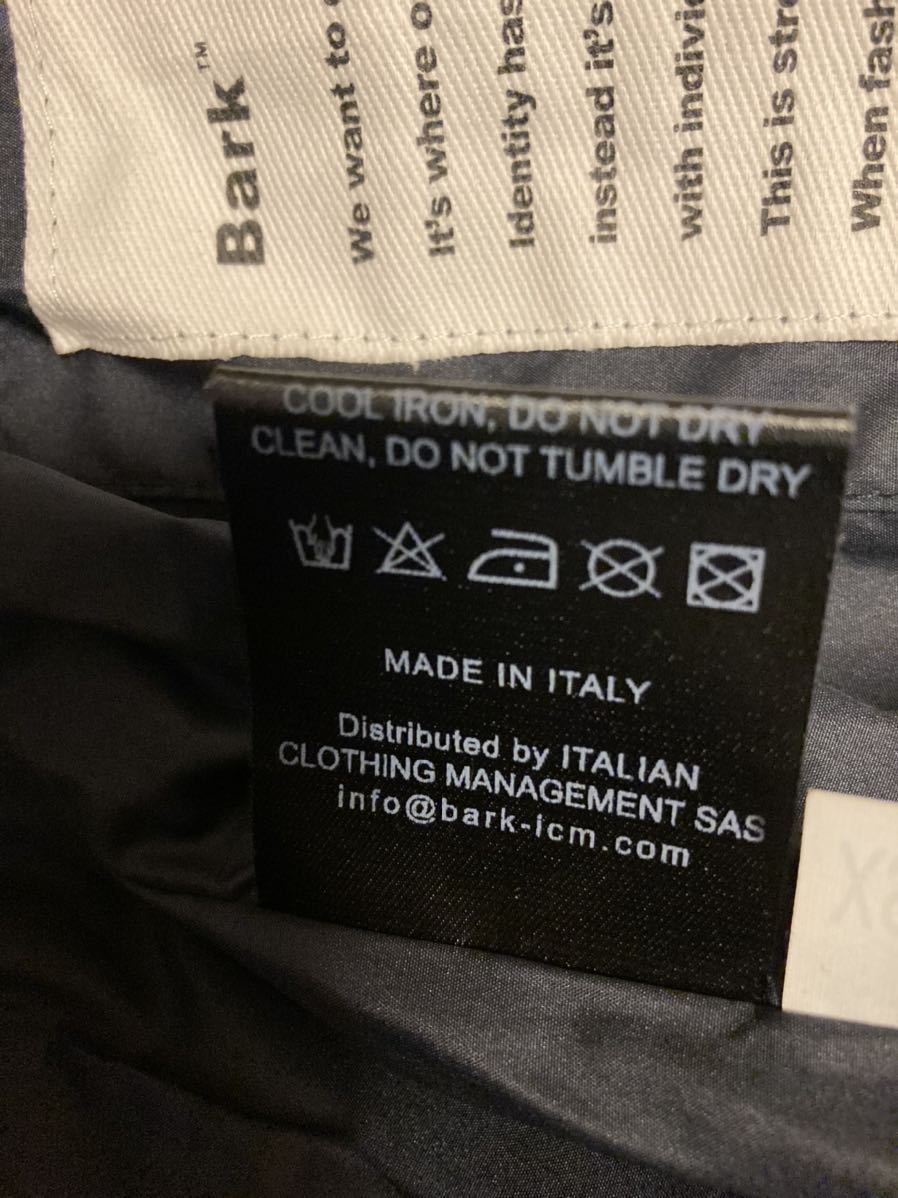 Bark™
We want to
It's where o
Identity has
instead it's
with indivi
This is stre
When fash
COOL IRON, DO NOT DRY
CLEAN, DO NOT TUMBLE DRY
MADE IN ITALY
Distributed by ITALIAN
CLOTHING MANAGEMENT SAS
info@bark-icm.com